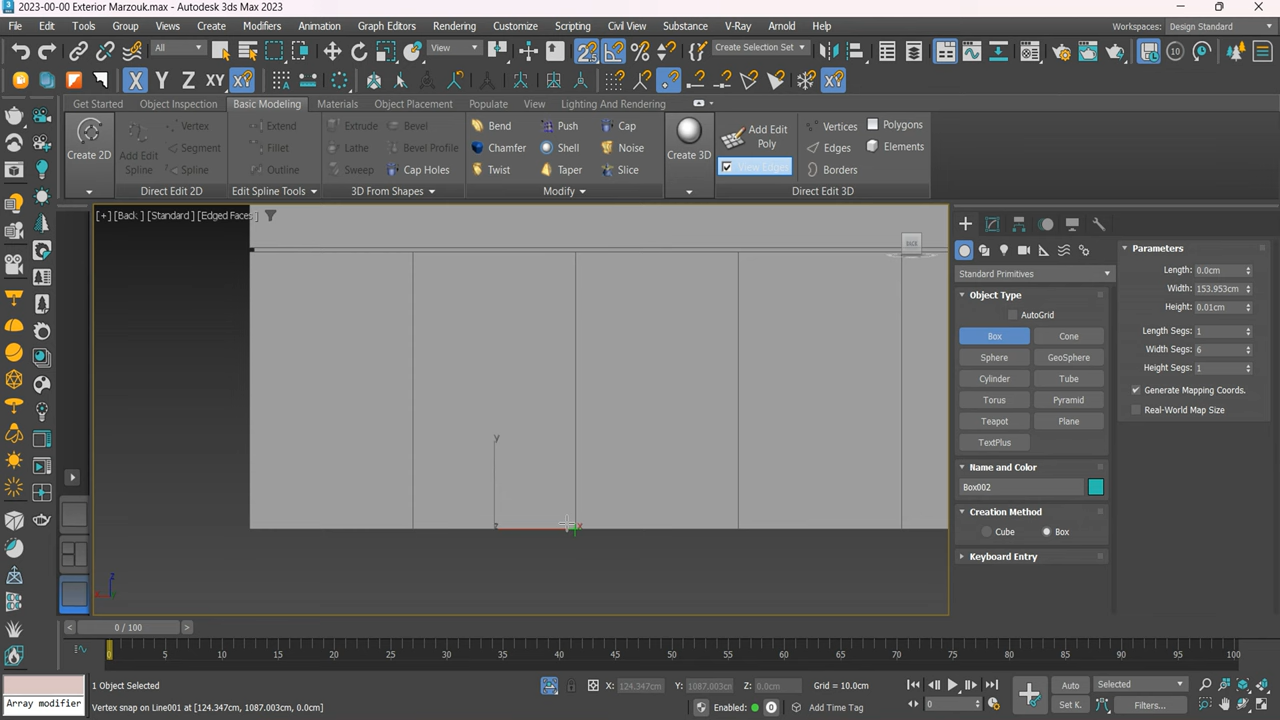 2023-00-00 Exterior Marzouk.max - Autodesk 3ds Max 2023
File Edit Tools Group Views Create Modifiers Animation Graph Editors Rendering Customize Scripting Civil View Substance V-Ray Arnold Help Workspaces: Design Standard
All View Create Selection Set
X Y Z XY
Get Started Object Inspection Basic Modeling Materials Object Placement Populate View Lighting And Rendering
Vertex Extend Extrude Bevel Bend Push Cap Add Edit Poly Vertices Polygons
Create 2D Add Edit Spline Segment Fillet Lathe Bevel Profile Chamfer Shell Noise Create 3D Edges Elements
Spline Outline Sweep Cap Holes Twist Taper Slice View Edges Borders
Direct Edit 2D Edit Spline Tools 3D From Shapes Modify Direct Edit 3D
[+] [Back ] [Standard ] [Edged Faces ]
BACK
Standard Primitives
Object Type
AutoGrid
Box Cone
Sphere GeoSphere
Cylinder Tube
Torus Pyramid
Teapot Plane
TextPlus
Name and Color
Box002
Creation Method
Cube Box
Keyboard Entry
Parameters
Length: 0.0cm
Width: 153.953cm
Height: 0.01cm
Length Segs: 1
Width Segs: 6
Height Segs: 1
Generate Mapping Coords.
Real-World Map Size
y
z x
z
x y
< 0 / 100 >
0 5 10 15 20 25 30 35 40 45 50 55 60 65 70 75 80 85 90 95 100
1 Object Selected X: 124.347cm Y: 1087.003cm Z: 0.0cm Grid = 10.0cm Auto Selected
Array modifier Vertex snap on Line001 at [124.347cm, 1087.003cm, 0.0cm] Enabled: 0 Add Time Tag 0 Set K. Filters...